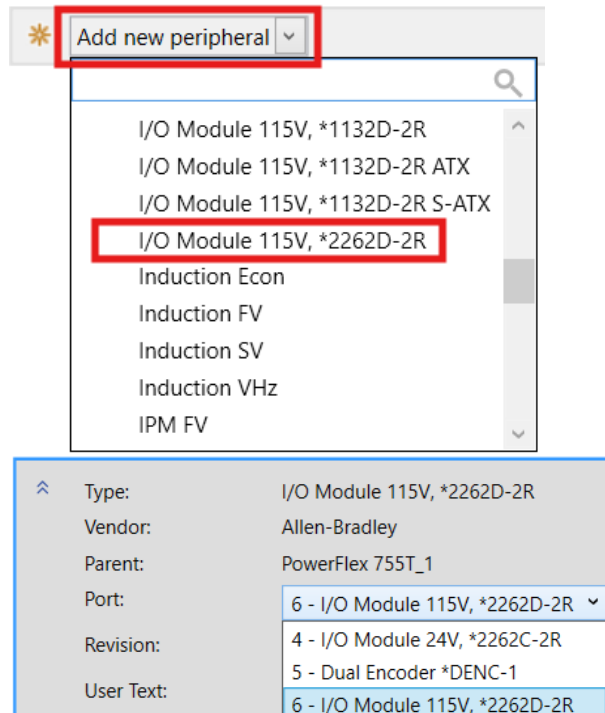 Add new peripheral
I/O Module 115V, *1132D-2R
I/O Module 115V, *1132D-2R ATX
I/O Module 115V, *1132D-2R S-ATX
I/O Module 115V, *2262D-2R
Induction Econ
Induction FV
Induction SV
Induction VHz
IPM FV
Type: I/O Module 115V, *2262D-2R
Vendor: Allen-Bradley
Parent: PowerFlex 755T_1
Port: 6 - I/O Module 115V, *2262D-2R
Revision: 4 - I/O Module 24V, *2262C-2R
5 - Dual Encoder *DENC-1
User Text: 6 - I/O Module 115V, *2262D-2R